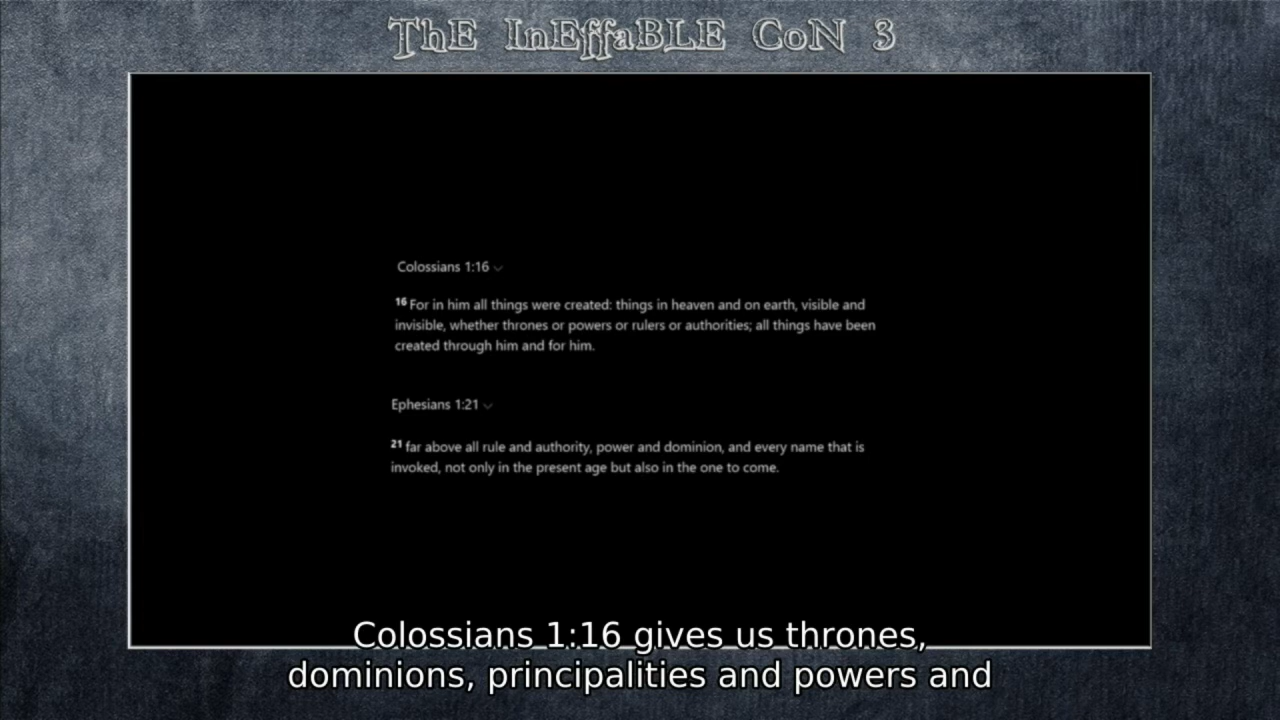 ThE InEffaBLE CoN 3
Colossians 1:16
16 For in him all things were created: things in heaven and on earth, visible and
invisible, whether thrones or powers or rulers or authorities; all things have been
created through him and for him.
Ephesians 1:21
21 far above all rule and authority, power and dominion, and every name that is
invoked, not only in the present age but also in the one to come.
Colossians 1:16 gives us thrones,
dominions, principalities and powers and